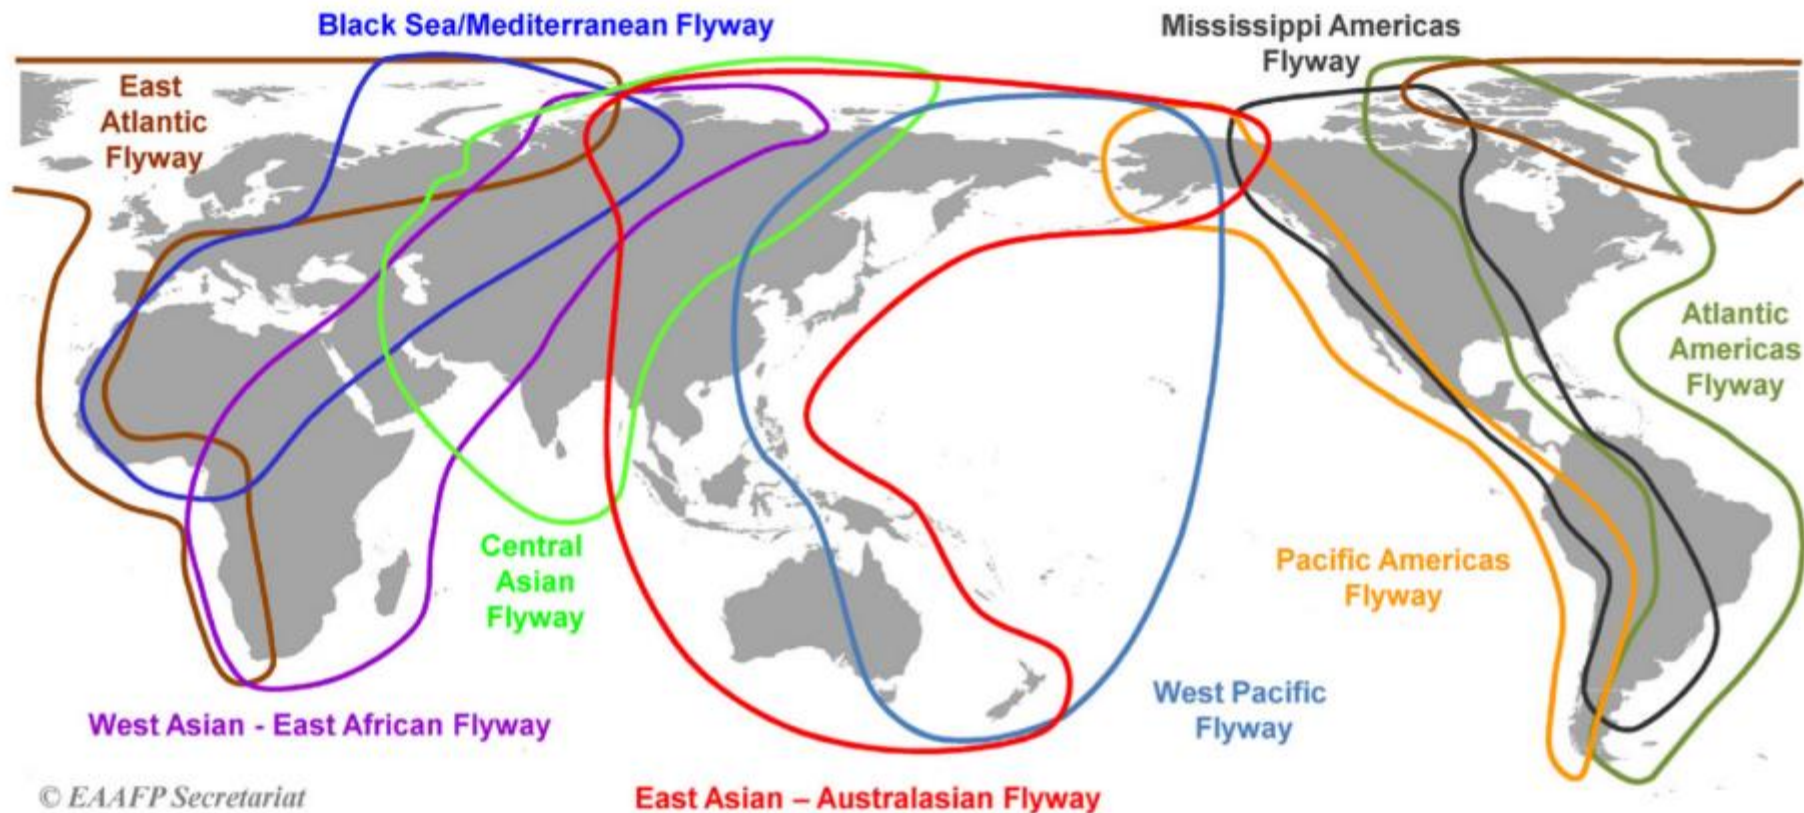 Black Sea/Mediterranean Flyway
Mississippi Americas
Flyway
East
Atlantic
Flyway
Atlantic
Americas
Flyway
Central
Asian
Flyway
Pacific Americas
Flyway
West Pacific
Flyway
West Asian - East African Flyway
East Asian – Australasian Flyway
© EAAFP Secretariat